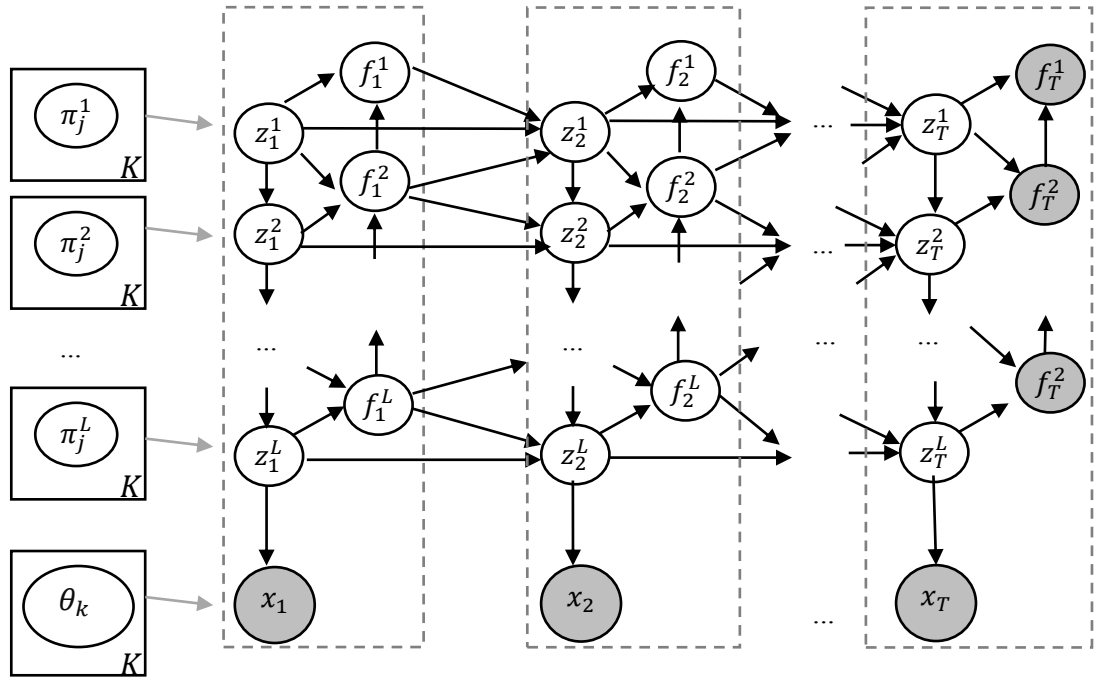 π_j^1
K
π_j^2
K
...
π_j^L
K
θ_k
K
z_1^1
f_1^1
f_1^2
z_1^2
...
f_1^L
z_1^L
x_1
z_2^1
f_2^1
f_2^2
z_2^2
...
f_2^L
z_2^L
x_2
...
...
...
...
z_T^1
f_T^1
f_T^2
z_T^2
...
f_T^2
z_T^L
x_T